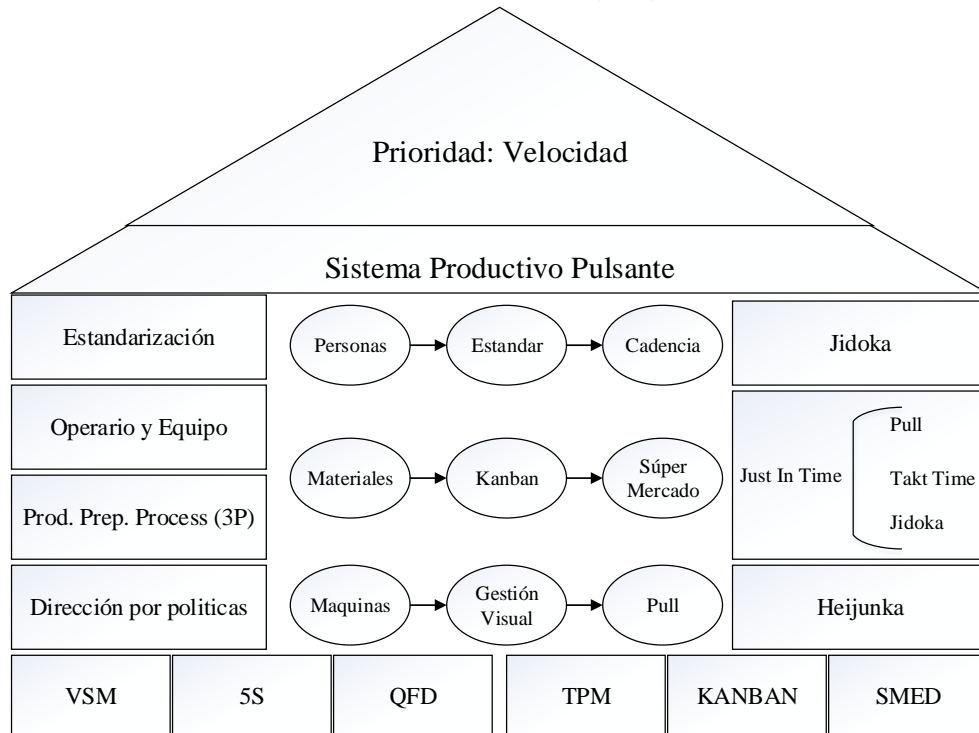 Prioridad: Velocidad
Sistema Productivo Pulsante
Estandarización
Operario y Equipo
Prod. Prep. Process (3P)
Dirección por politicas
Personas
Estandar
Cadencia
Materiales
Kanban
Súper
Mercado
Maquinas
Gestión
Visual
Pull
Jidoka
Just In Time
Pull
Takt Time
Jidoka
Heijunka
VSM
5S
QFD
TPM
KANBAN
SMED